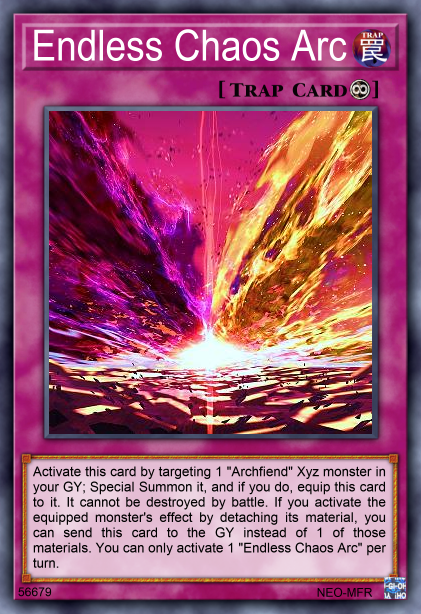 Endless Chaos Arc
TRAP
罠
[TRAP CARD]
Activate this card by targeting 1 "Archfiend" Xyz monster in
your GY; Special Summon it, and if you do, equip this card
to it. It cannot be destroyed by battle. If you activate the
equipped monster's effect by detaching its material, you
can send this card to the GY instead of 1 of those
materials. You can only activate 1 "Endless Chaos Arc" per
turn.
56679
NEO-MFR